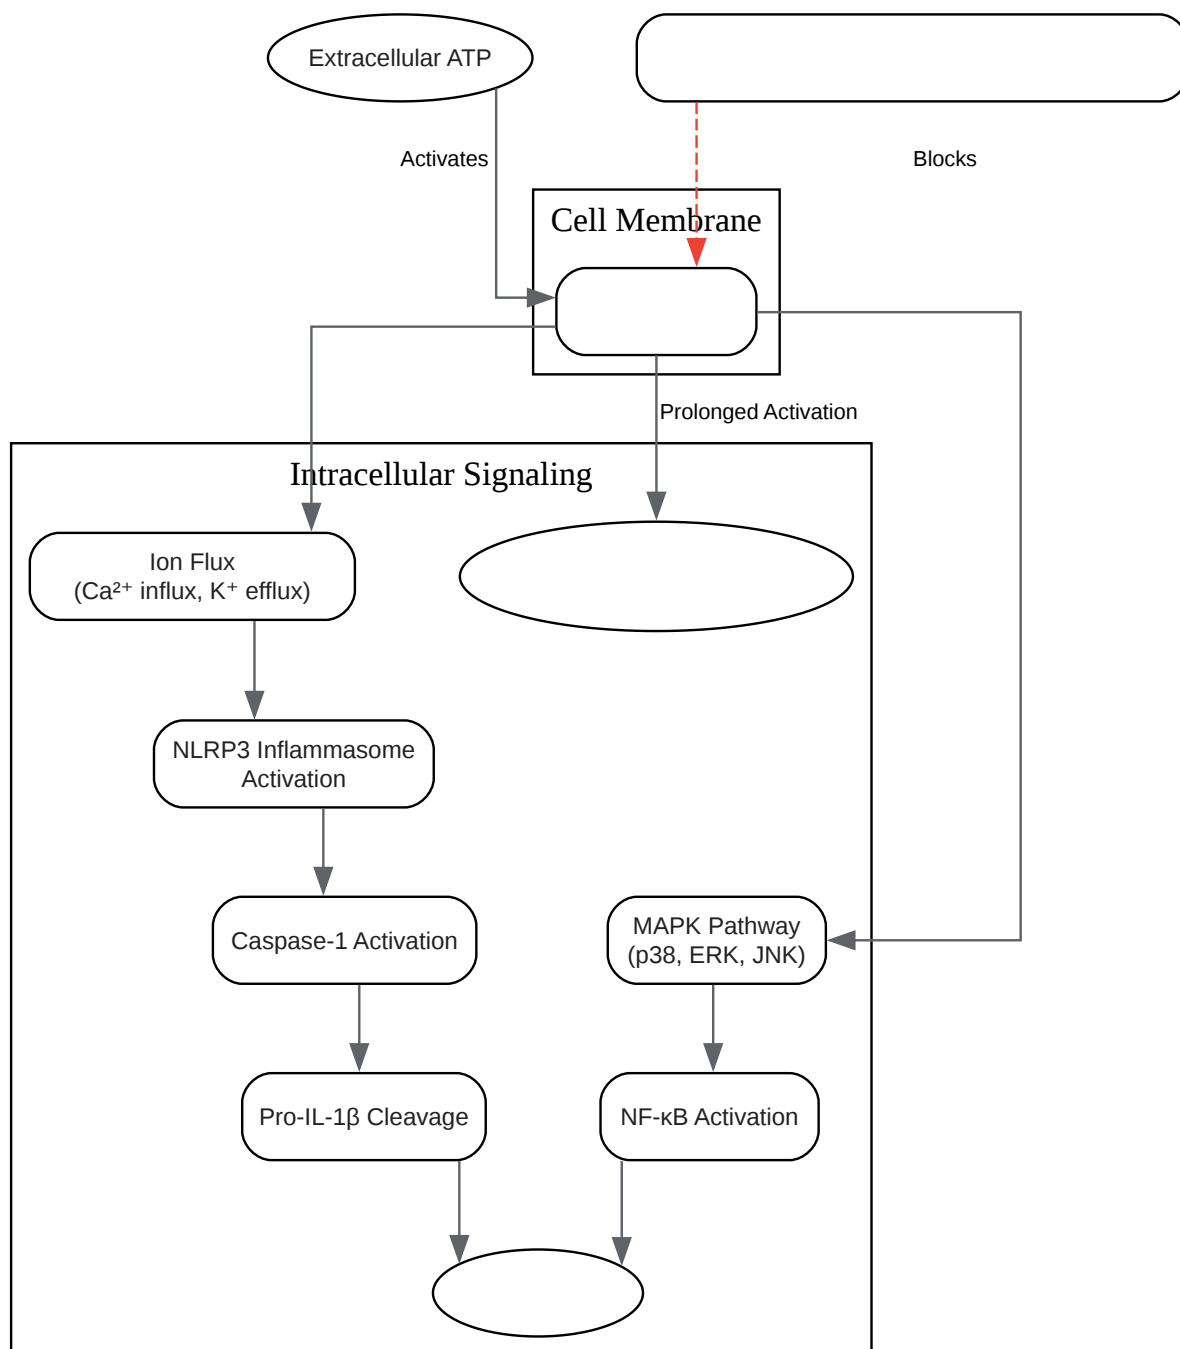 Extracellular ATP
Activates
Blocks
Cell Membrane
Prolonged Activation
Intracellular Signaling
Ion Flux
(Ca²⁺ influx, K⁺ efflux)
NLRP3 Inflammasome
Activation
Caspase-1 Activation
MAPK Pathway
(p38, ERK, JNK)
Pro-IL-1β Cleavage
NF-κB Activation